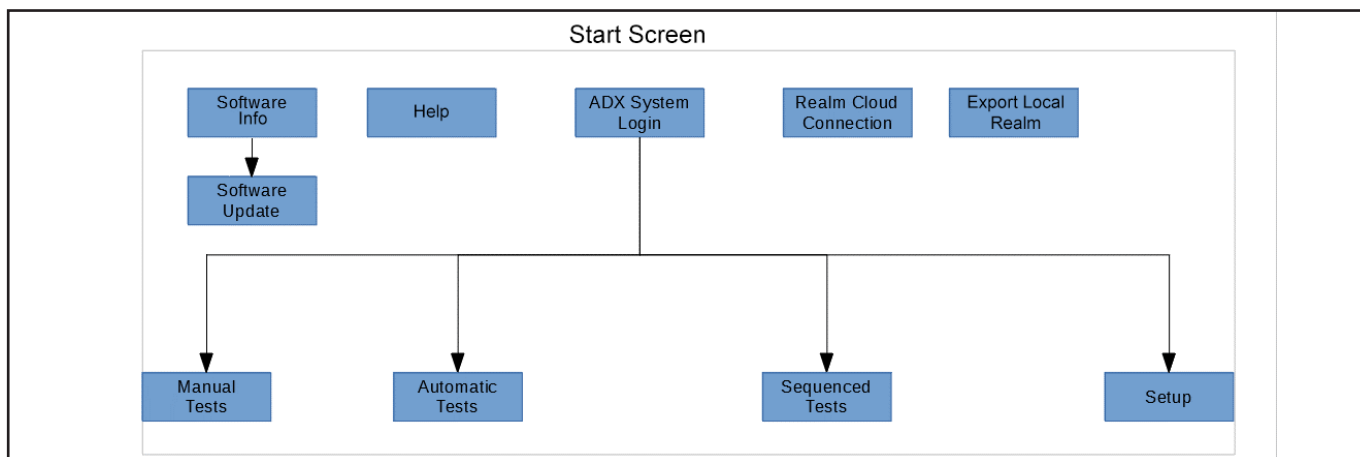 Start Screen
Software
Info
Help
ADX System
Login
Realm Cloud
Connection
Export Local
Realm
Software
Update
Manual
Tests
Automatic
Tests
Sequenced
Tests
Setup